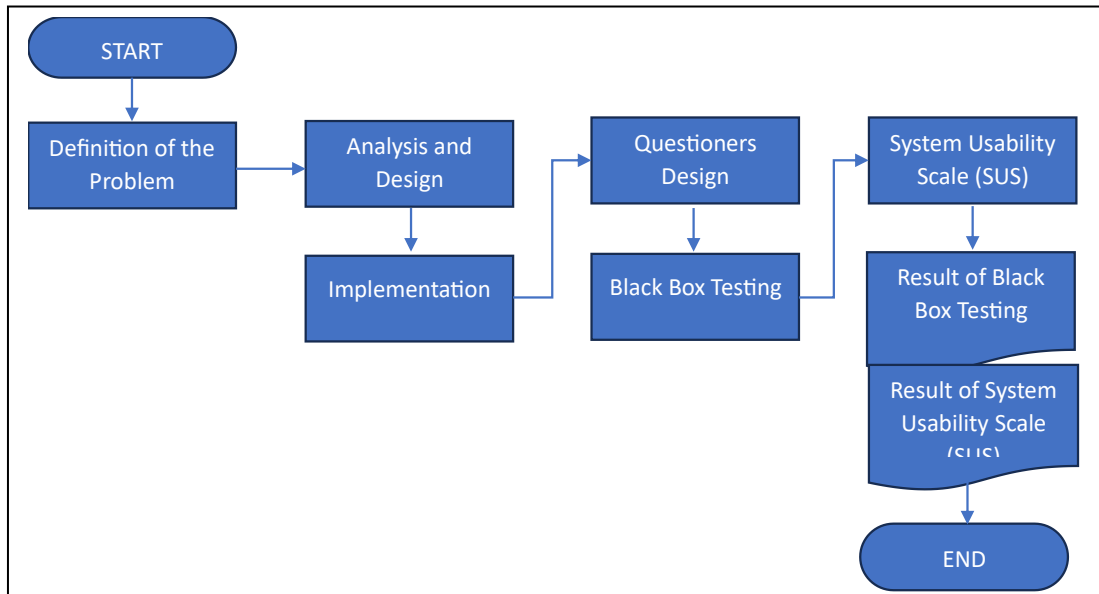 START
Definition of the
Problem
Analysis and
Design
Implementation
Questioners
Design
Black Box Testing
System Usability
Scale (SUS)
Result of Black
Box Testing
Result of System
Usability Scale
(SUS)
END